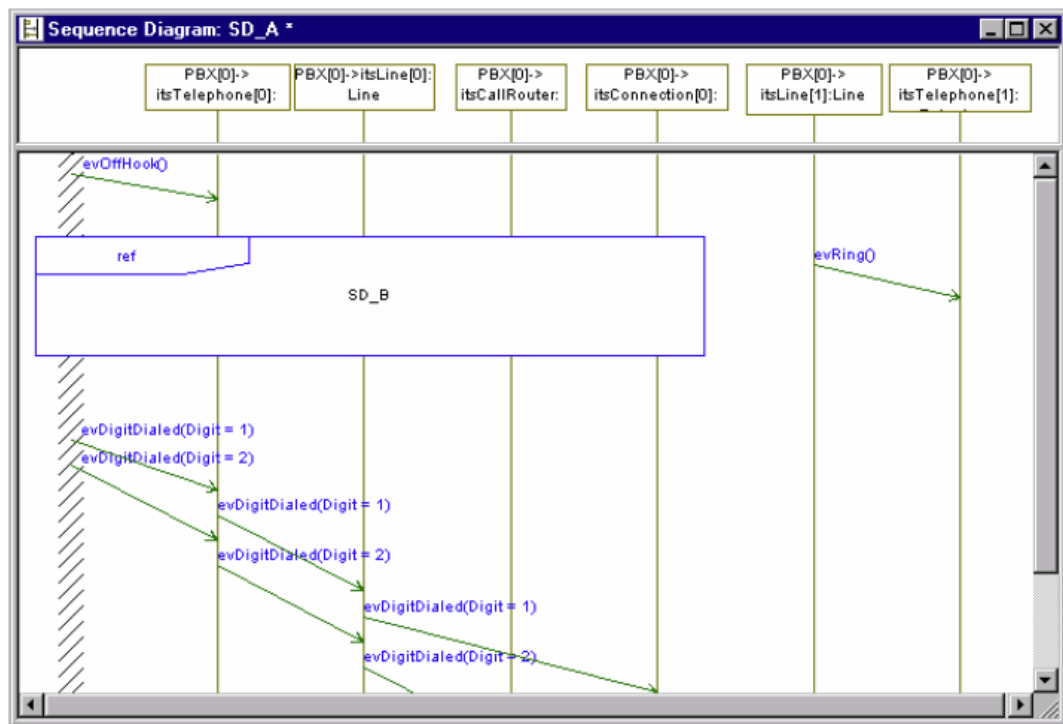 Sequence Diagram: SD_A *
PBX[0]->
itsTelephone[0]:
PBX[0]->itsLine[0]:
Line
PBX[0]->
itsCallRouter:
PBX[0]->
itsConnection[0]:
PBX[0]->
itsLine[1]:Line
PBX[0]->
itsTelephone[1]:
evOffHook()
ref
SD_B
evRing()
evDigitDialed(Digit = 1)
evDigitDialed(Digit = 2)
evDigitDialed(Digit = 1)
evDigitDialed(Digit = 2)
evDigitDialed(Digit = 1)
evDigitDialed(Digit = 2)